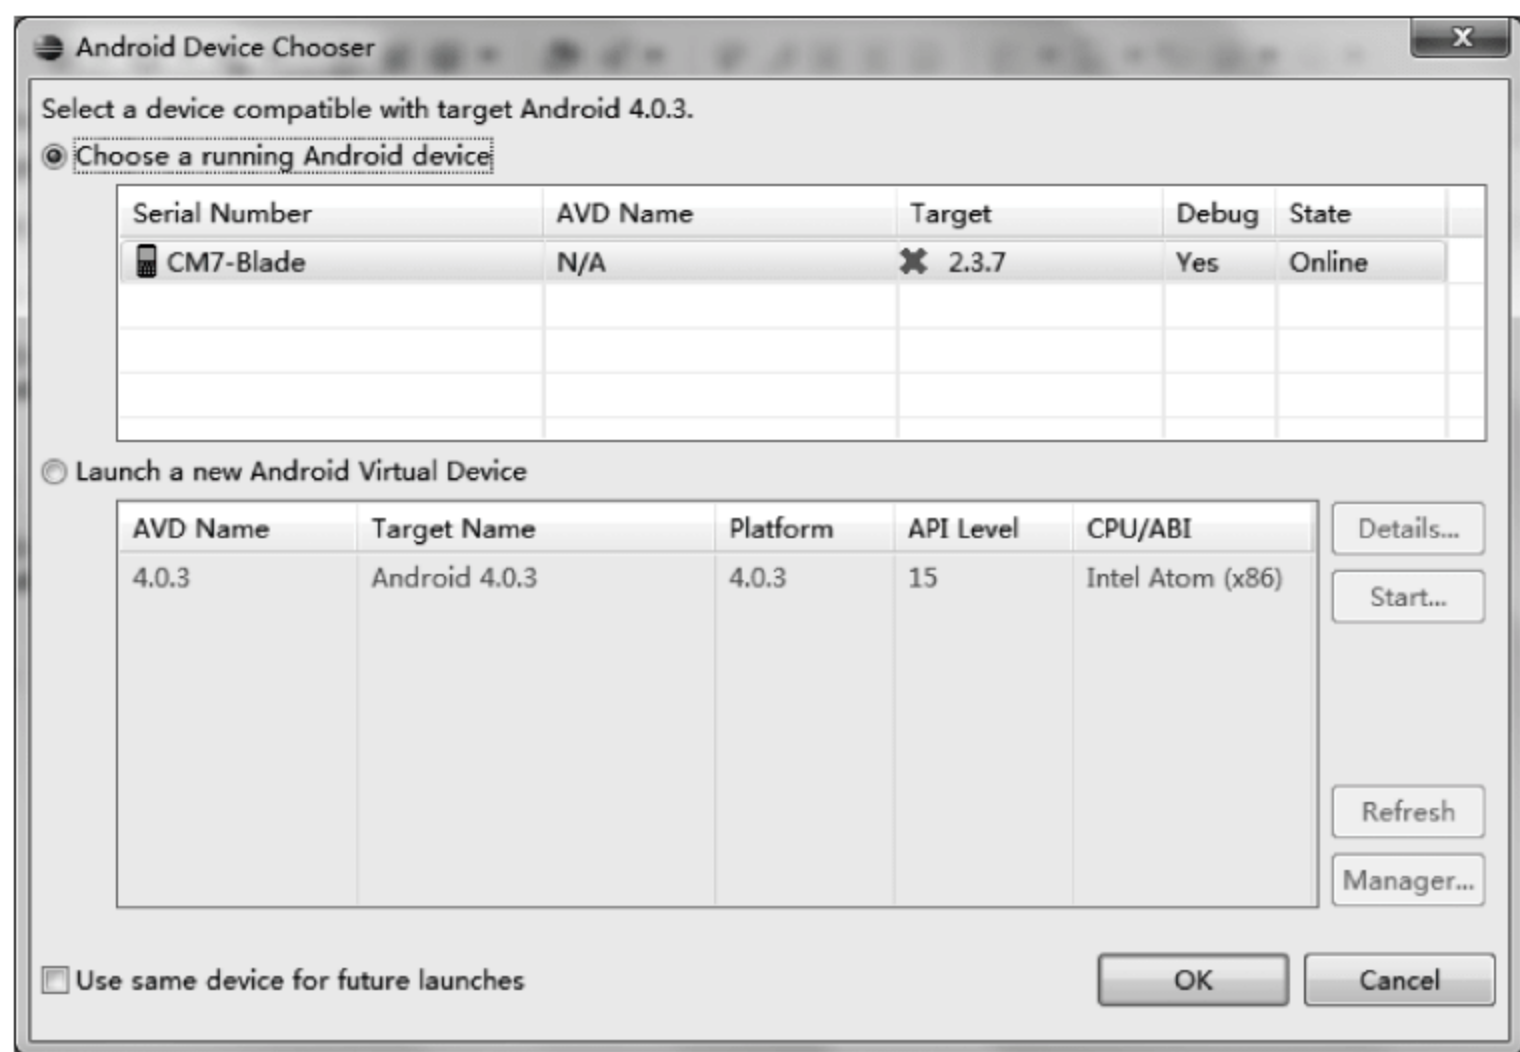 Android Device Chooser
x
Select a device compatible with target Android 4.0.3.
Choose a running Android device
Serial Number AVD Name Target Debug State
CM7-Blade N/A 2.3.7 Yes Online
Launch a new Android Virtual Device
AVD Name Target Name Platform API Level CPU/ABI
4.0.3 Android 4.0.3 4.0.3 15 Intel Atom (x86)
Details...
Start...
Refresh
Manager...
Use same device for future launches
OK Cancel